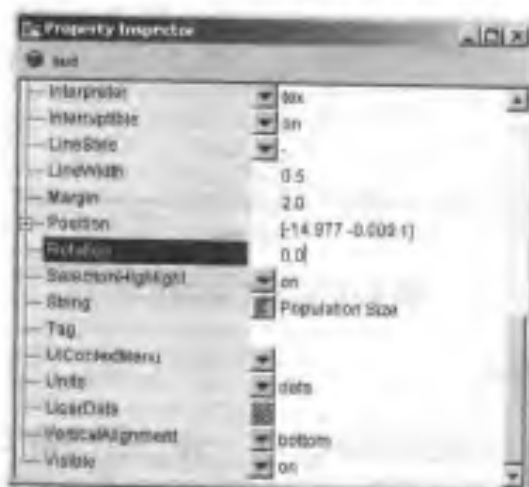 Property Inspector
Interpreter tex
Interruptible on
LineStyle -
LineWidth 0.5
Margin 2.0
Position [-14.977 -0.009 1]
Rotation 0.0
SelectionHighlight on
String Population Size
Tag
UIContextMenu
Units data
UserData
VerticalAlignment bottom
Visible on